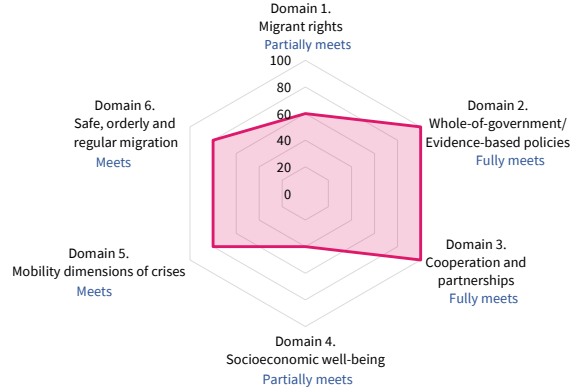 Domain 1.
Migrant rights
Partially meets
100
80
60
40
20
0
Domain 2.
Whole-of-government/
Evidence-based policies
Fully meets
Domain 3.
Cooperation and
partnerships
Fully meets
Domain 4.
Socioeconomic well-being
Partially meets
Domain 5.
Mobility dimensions of crises
Meets
Domain 6.
Safe, orderly and
regular migration
Meets